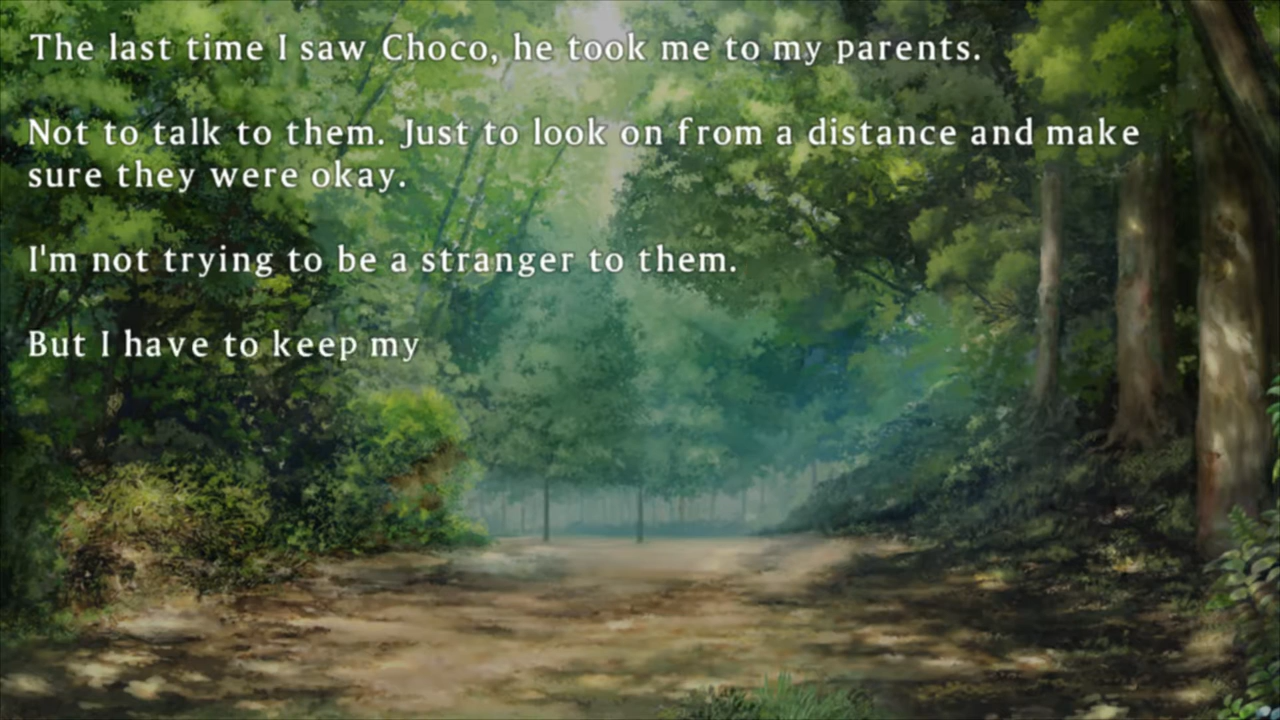 The last time I saw Choco, he took me to my parents.
Not to talk to them. Just to look on from a distance and make
sure they were okay.
I'm not trying to be a stranger to them.
But I have to keep my